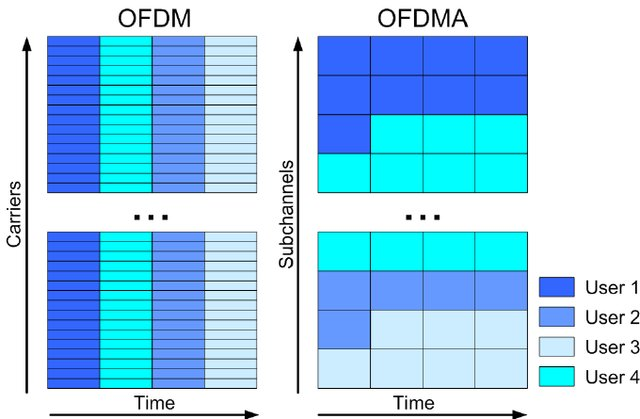 OFDM
OFDMA
Carriers
Subchannels
...
...
Time
Time
User 1
User 2
User 3
User 4